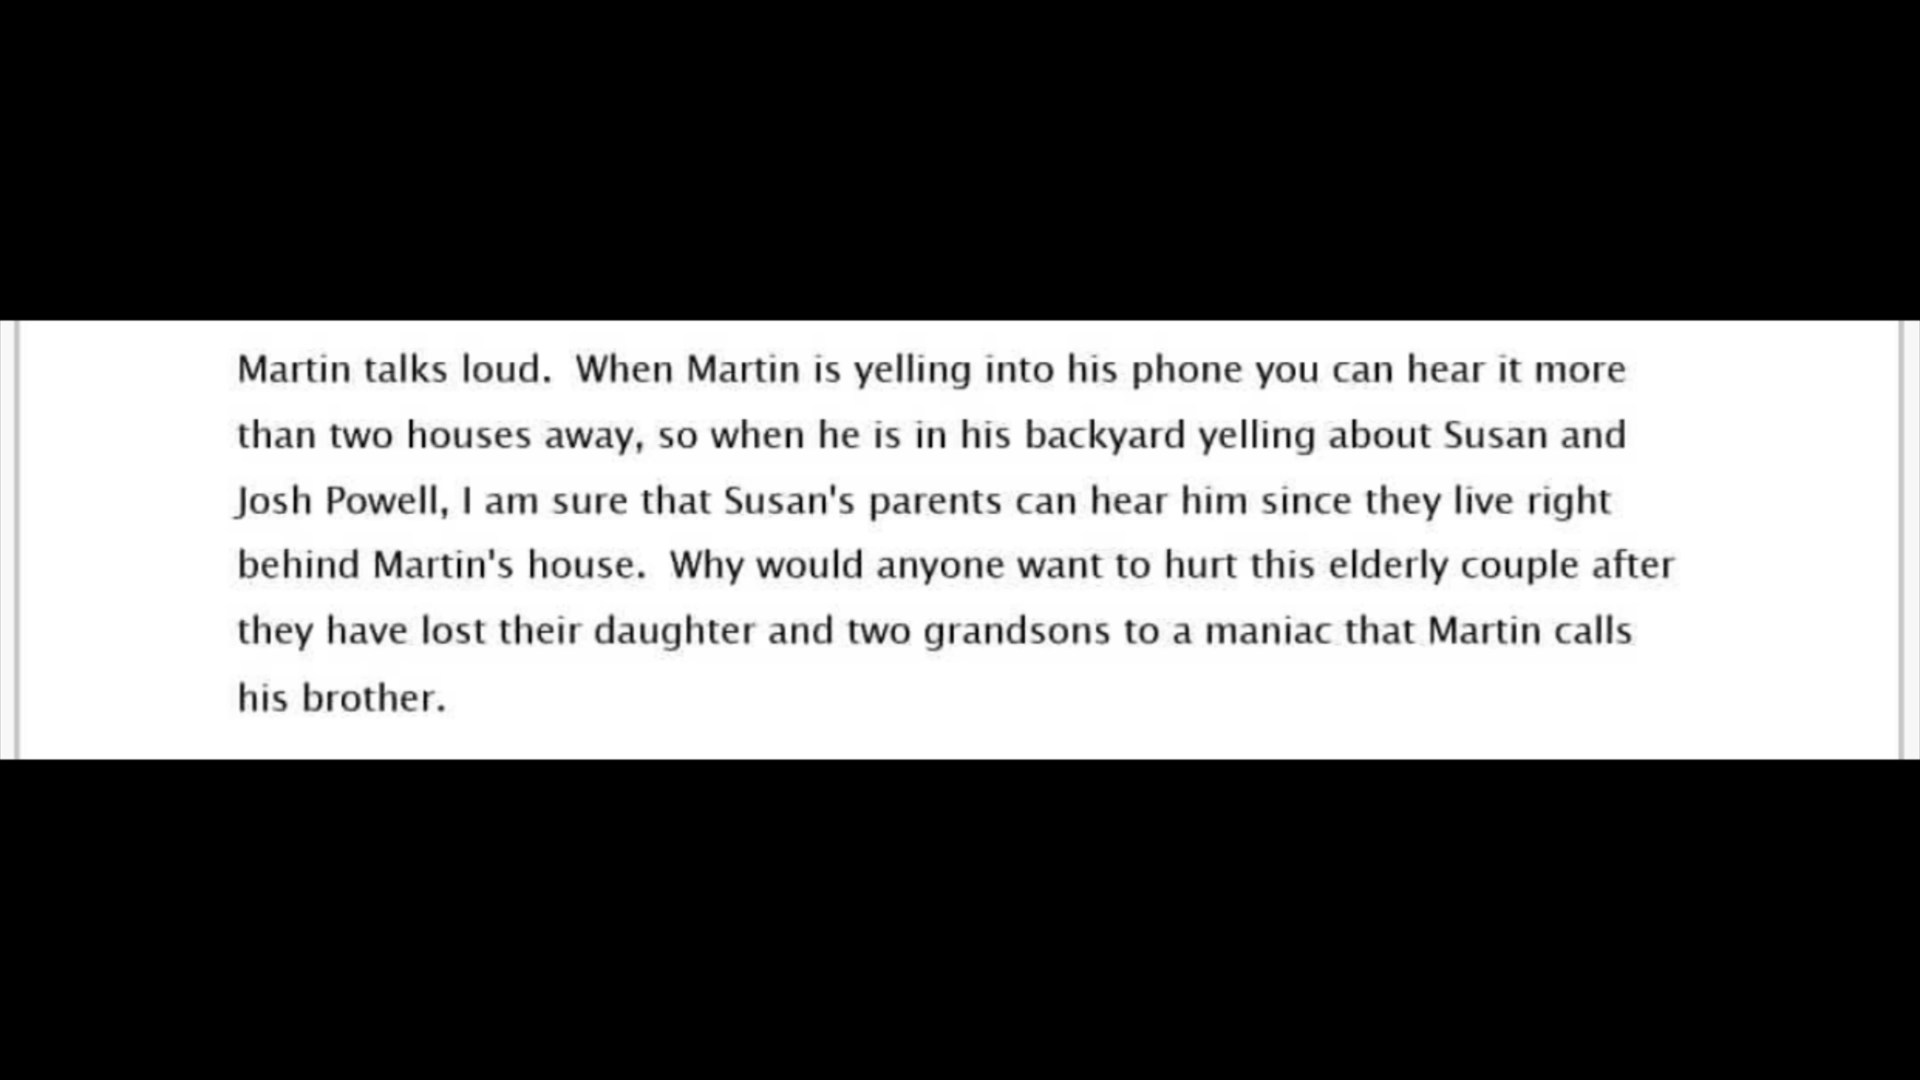 Martin talks loud.  When Martin is yelling into his phone you can hear it more
than two houses away, so when he is in his backyard yelling about Susan and
Josh Powell, I am sure that Susan's parents can hear him since they live right
behind Martin's house.  Why would anyone want to hurt this elderly couple after
they have lost their daughter and two grandsons to a maniac that Martin calls
his brother.